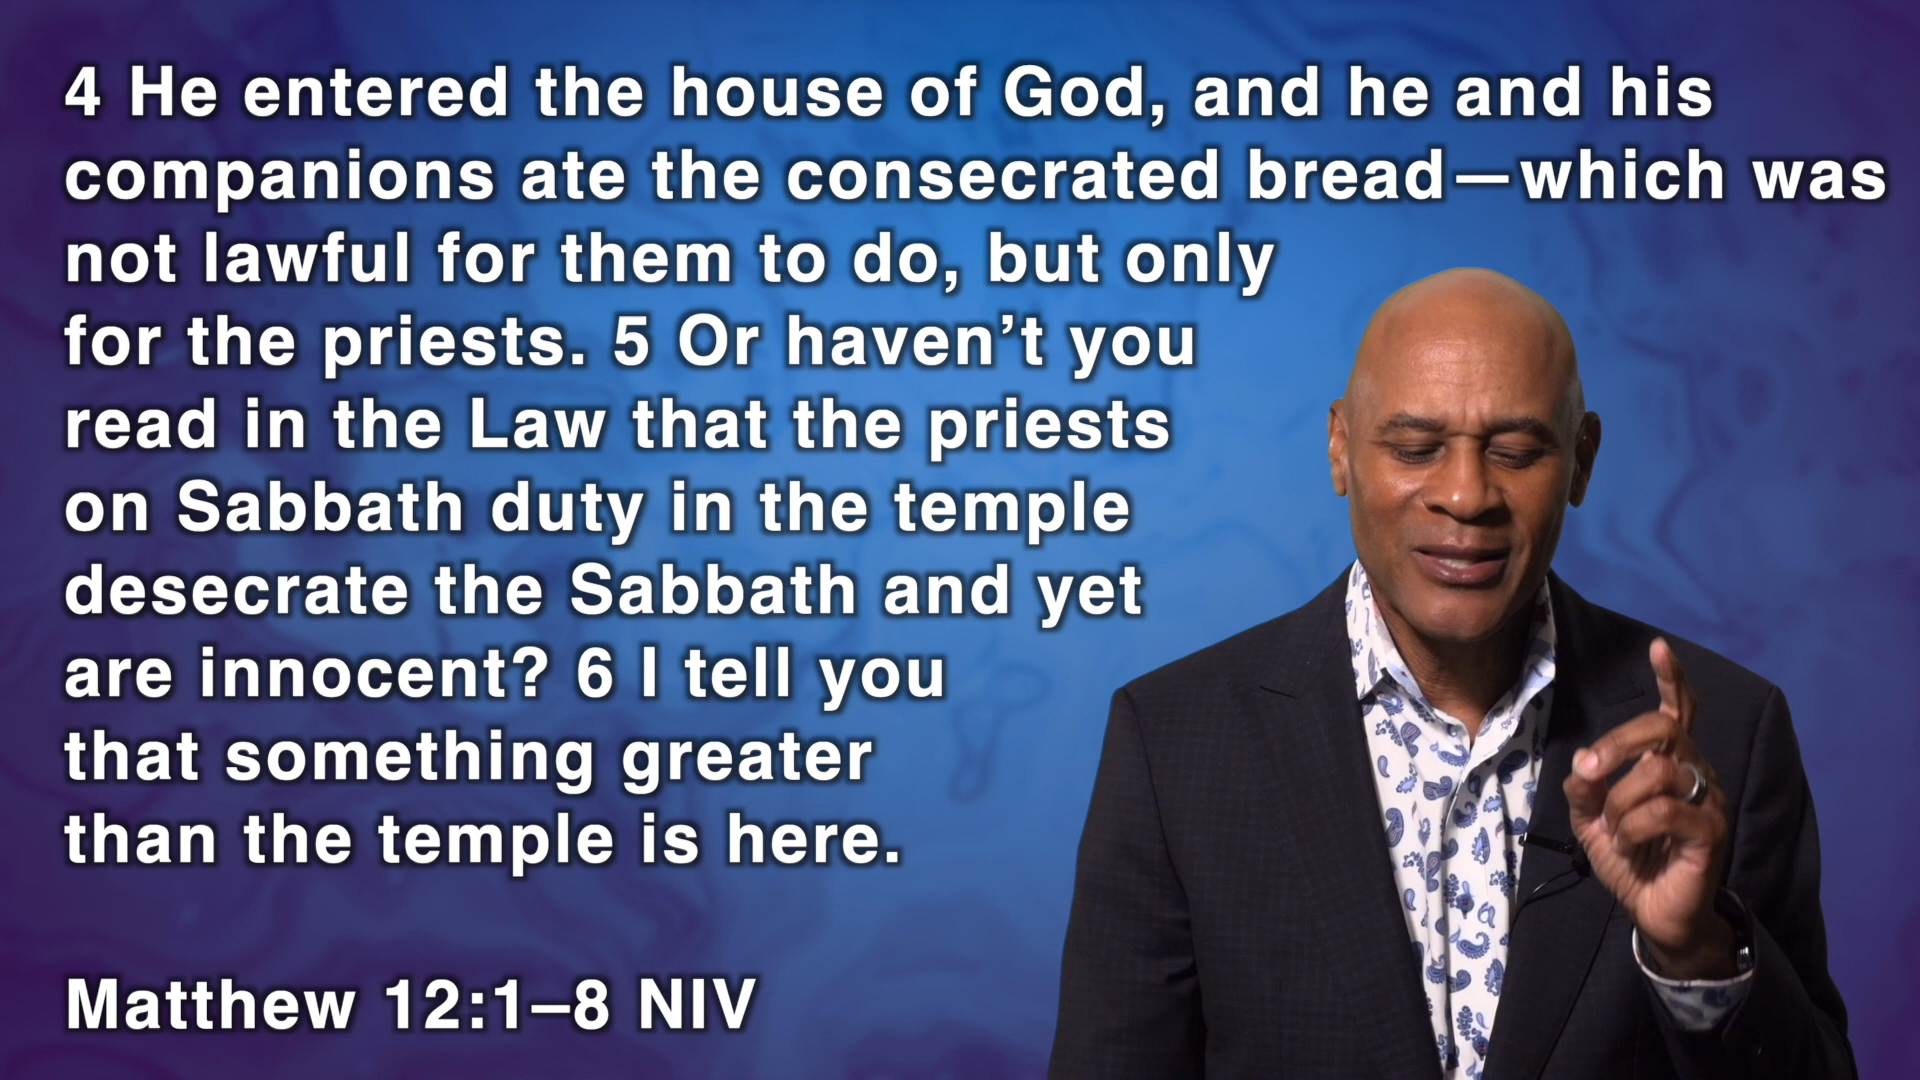 4 He entered the house of God, and he and his
companions ate the consecrated bread—which was
not lawful for them to do, but only
for the priests. 5 Or haven’t you
read in the Law that the priests
on Sabbath duty in the temple
desecrate the Sabbath and yet
are innocent? 6 I tell you
that something greater
than the temple is here.
Matthew 12:1–8 NIV